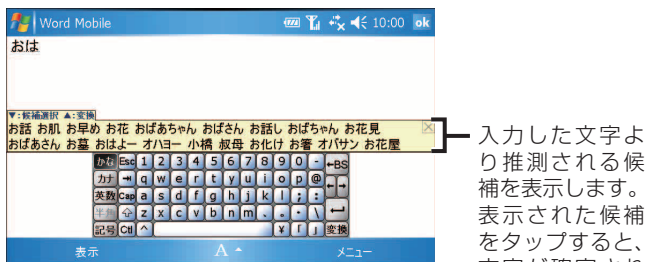 Word Mobile 10:00 ok
おは
▼:候補選択 ▲:変換
お話 お肌 お早め お花 おばあちゃん おばさん お話し おばちゃん お花見
おばあさん お墓 おはよー オハヨー 小橋 叔母 お化け お箸 オバサン お花屋
かな Esc 1 2 3 4 5 6 7 8 9 0 - ←BS
カナ q w e r t y u i o p @
英数 Cap a s d f g h j k l ; :
半角 z x c v b n m , . ・ \
記号 Ctl ^ ¥ 「 」 変換
表示 A メニュー
入力した文字よ
り推測される候
補を表示します。
表示された候補
をタップすると、